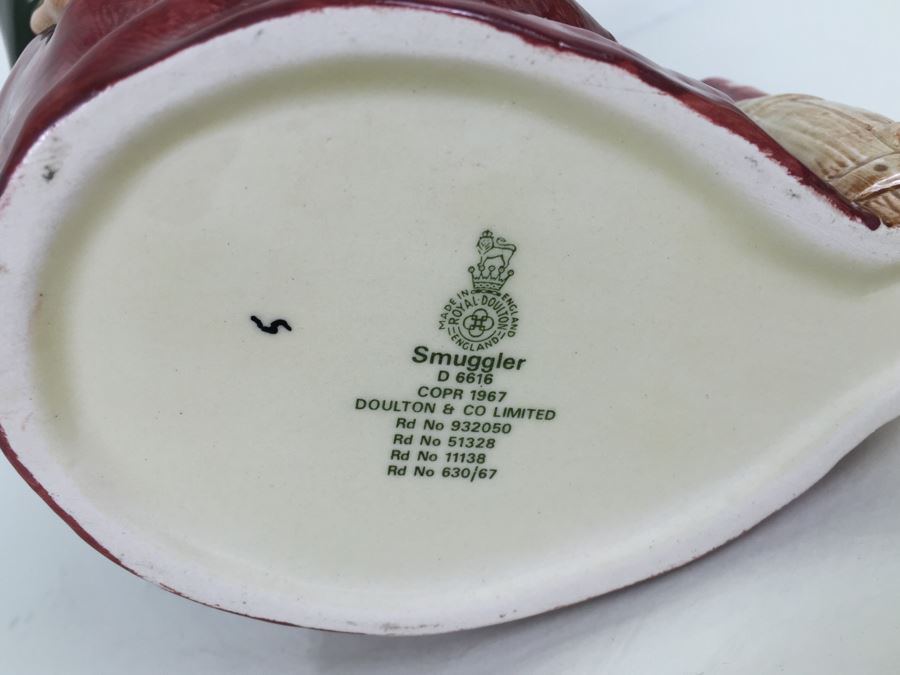 MADE IN ENGLAND
ROYAL·DOULTON
ENGLAND
Smuggler
D 6616
COPR 1967
DOULTON & CO LIMITED
Rd No 932050
Rd No 51328
Rd No 11138
Rd No 630/67